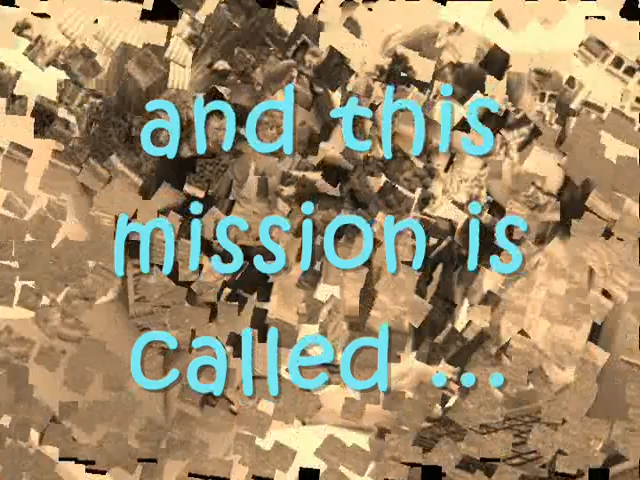 and this
mission is
called ...